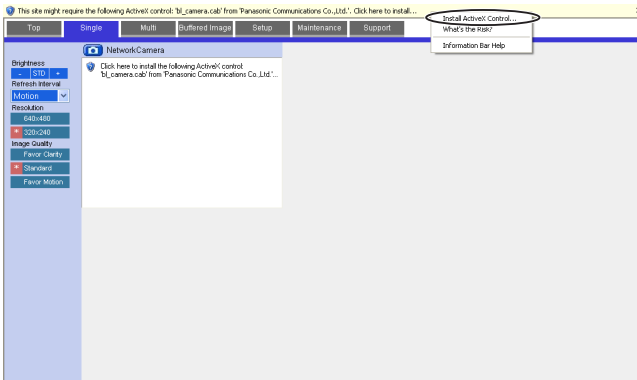 This site might require the following ActiveX control: 'bl_camera.cab' from 'Panasonic Communications Co.,Ltd.'. Click here to install...
Install ActiveX Control...
What's the Risk?
Information Bar Help
Top Single Multi Buffered Image Setup Maintenance Support
NetworkCamera
Click here to install the following ActiveX control:
'bl_camera.cab' from 'Panasonic Communications Co.,Ltd.'...
Brightness
- STD +
Refresh Interval
Motion
Resolution
640x480
* 320x240
Image Quality
Favor Clarity
* Standard
Favor Motion